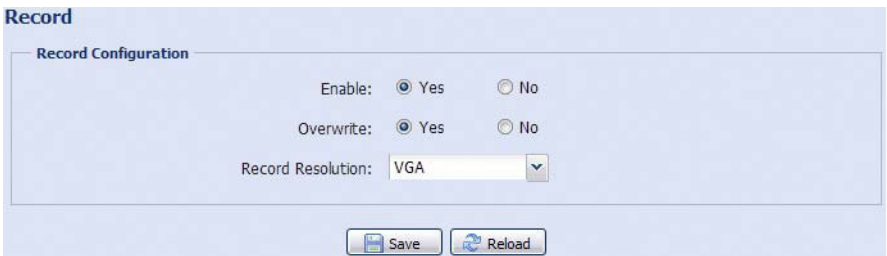 Record
Record Configuration
Enable: Yes No
Overwrite: Yes No
Record Resolution: VGA
Save Reload